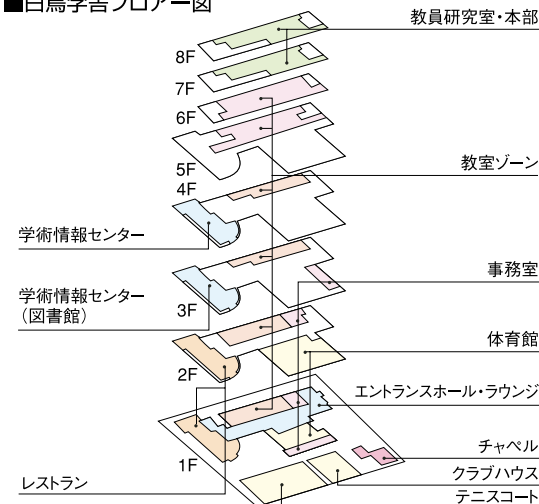 ■白鳥学舎フロアー図
教員研究室・本部
8F
7F
6F
5F
教室ゾーン
4F
学術情報センター
事務室
学術情報センター
(図書館)
3F
体育館
2F
エントランスホール・ラウンジ
チャペル
1F
クラブハウス
レストラン
テニスコート